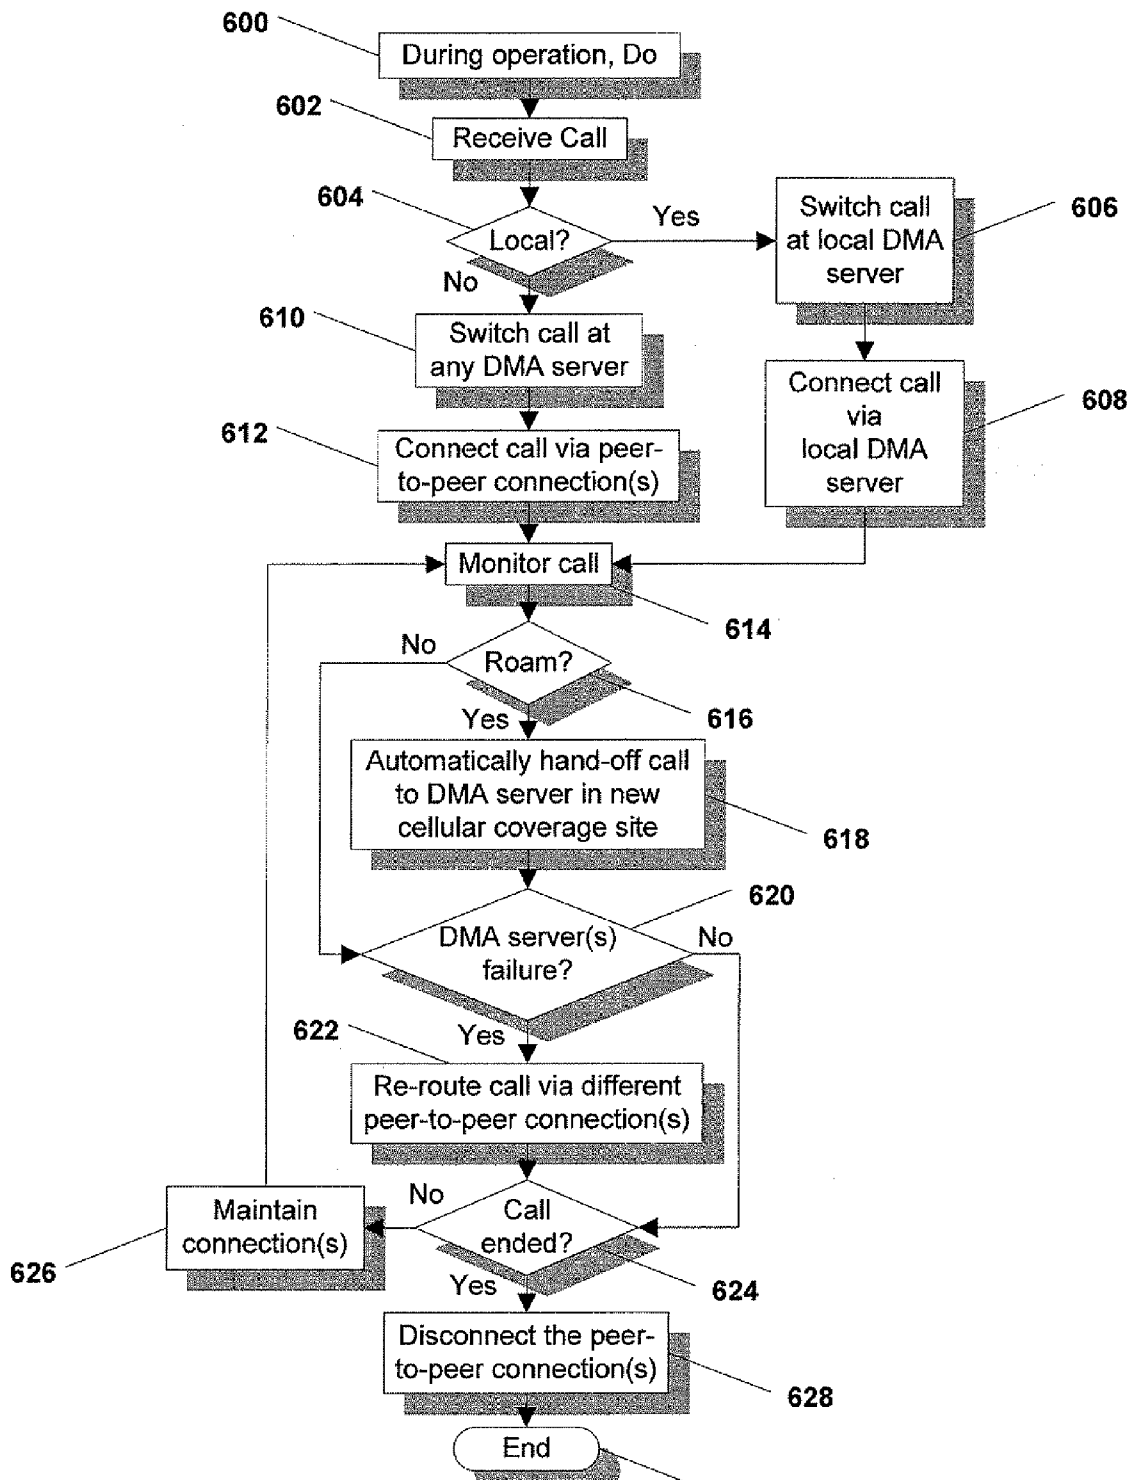 600
During operation, Do
602
Receive Call
604
Local?
Yes
No
Switch call
at local DMA
server
606
610
Switch call at
any DMA server
Connect call
via
local DMA
server
608
612
Connect call via peer-
to-peer connection(s)
Monitor call
614
No
Roam?
616
Yes
Automatically hand-off call
to DMA server in new
cellular coverage site
618
620
DMA server(s)
failure?
No
Yes
622
Re-route call via different
peer-to-peer connection(s)
No
Call
ended?
624
Yes
Maintain
connection(s)
626
Disconnect the peer-
to-peer connection(s)
628
End